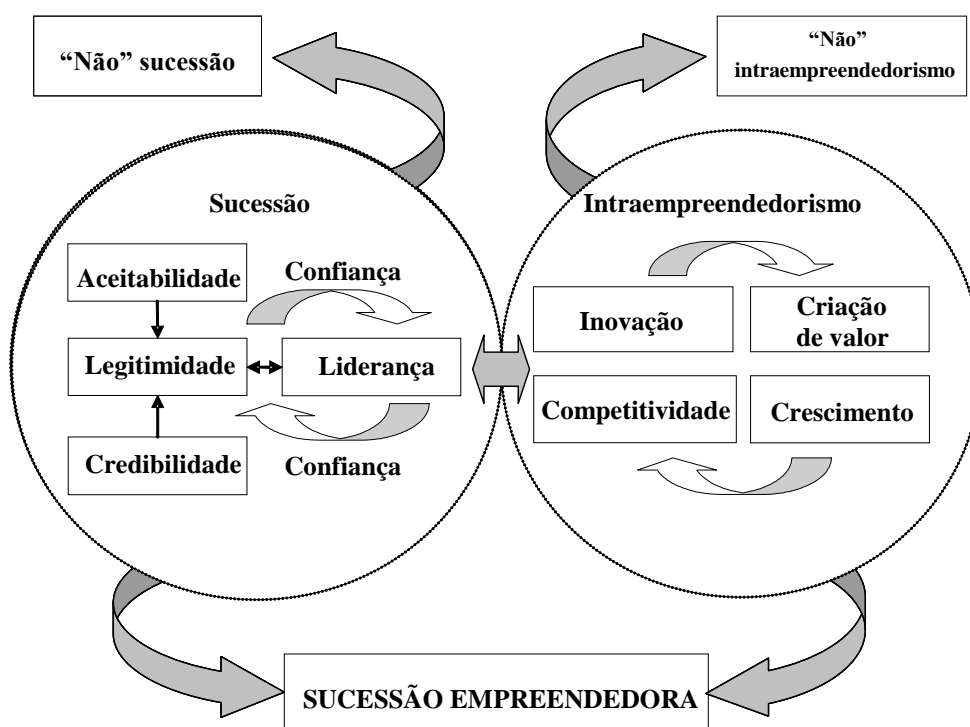 “Não” sucessão
“Não”
intraempreendedorismo
Sucessão
Aceitabilidade
Confiança
Legitimidade
Liderança
Credibilidade
Confiança
Intraempreendedorismo
Inovação
Criação
de valor
Competitividade
Crescimento
SUCESSÃO EMPREENDEDORA